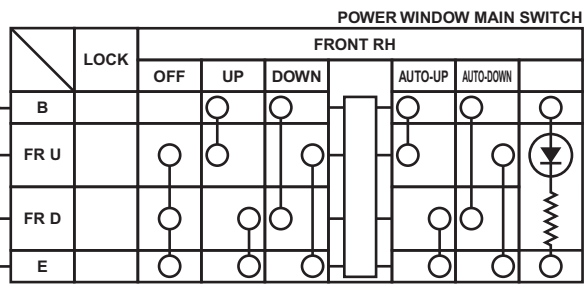 POWER WINDOW MAIN SWITCH
FRONT RH
LOCK
OFF UP DOWN AUTO-UP AUTO-DOWN
B
FR U
FR D
E